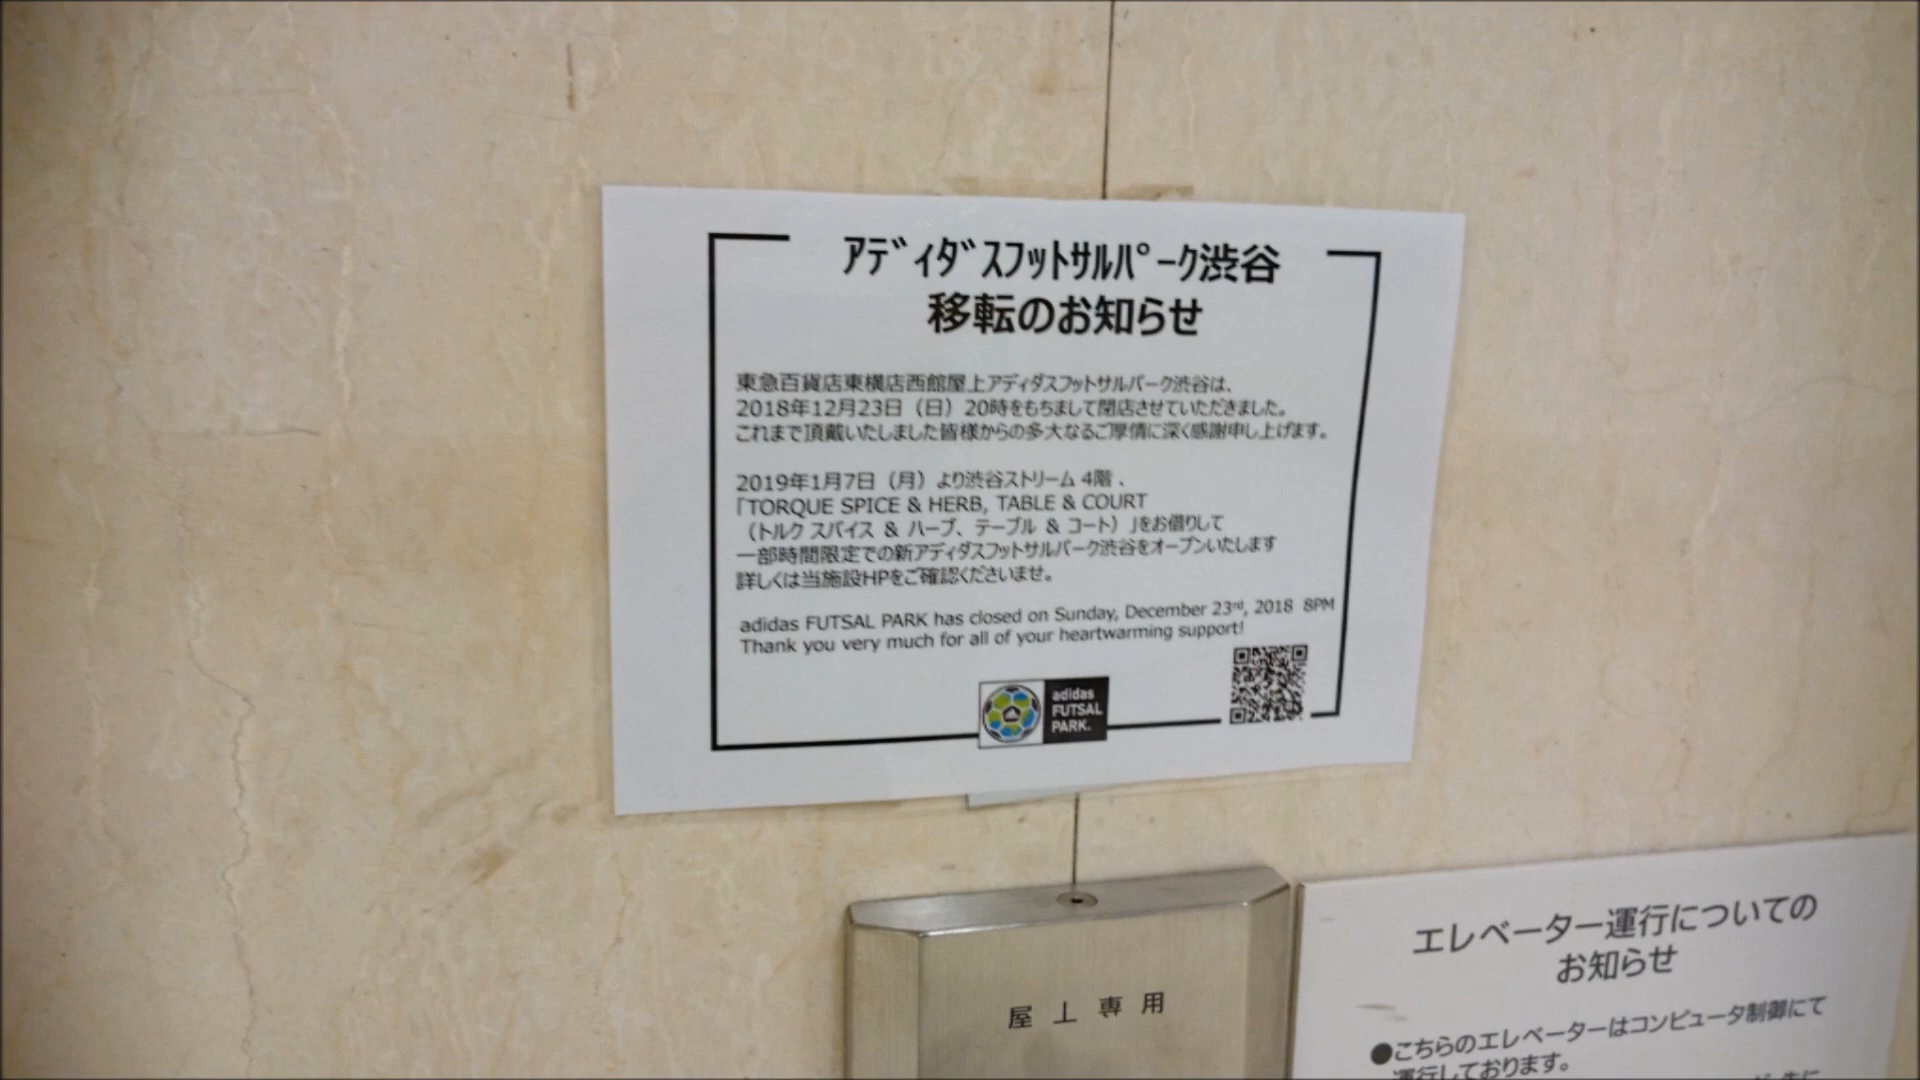 ｱﾃﾞｨﾀﾞｽﾌｯﾄｻﾙﾊﾟｰｸ渋谷
移転のお知らせ
東急百貨店東横店西館屋上アディダスフットサルパーク渋谷は、
2018年12月23日（日）20時をもちまして閉店させていただきました。
これまで頂戴いたしました皆様からの多大なるご厚情に深く感謝申し上げます。
2019年1月7日（月）より渋谷ストリーム 4階 、
「TORQUE SPICE & HERB, TABLE & COURT
（トルク スパイス ＆ ハーブ、テーブル ＆ コート）」をお借りして
一部時間限定での新アディダスフットサルパーク渋谷をオープンいたします
詳しくは当施設HPをご確認くださいませ。
adidas FUTSAL PARK has closed on Sunday, December 23rd, 2018 8PM
Thank you very much for all of your heartwarming support!
adidas
FUTSAL
PARK.
屋上専用
エレベーター運行についての
お知らせ
●こちらのエレベーターはコンピュータ制御にて
運行しております。